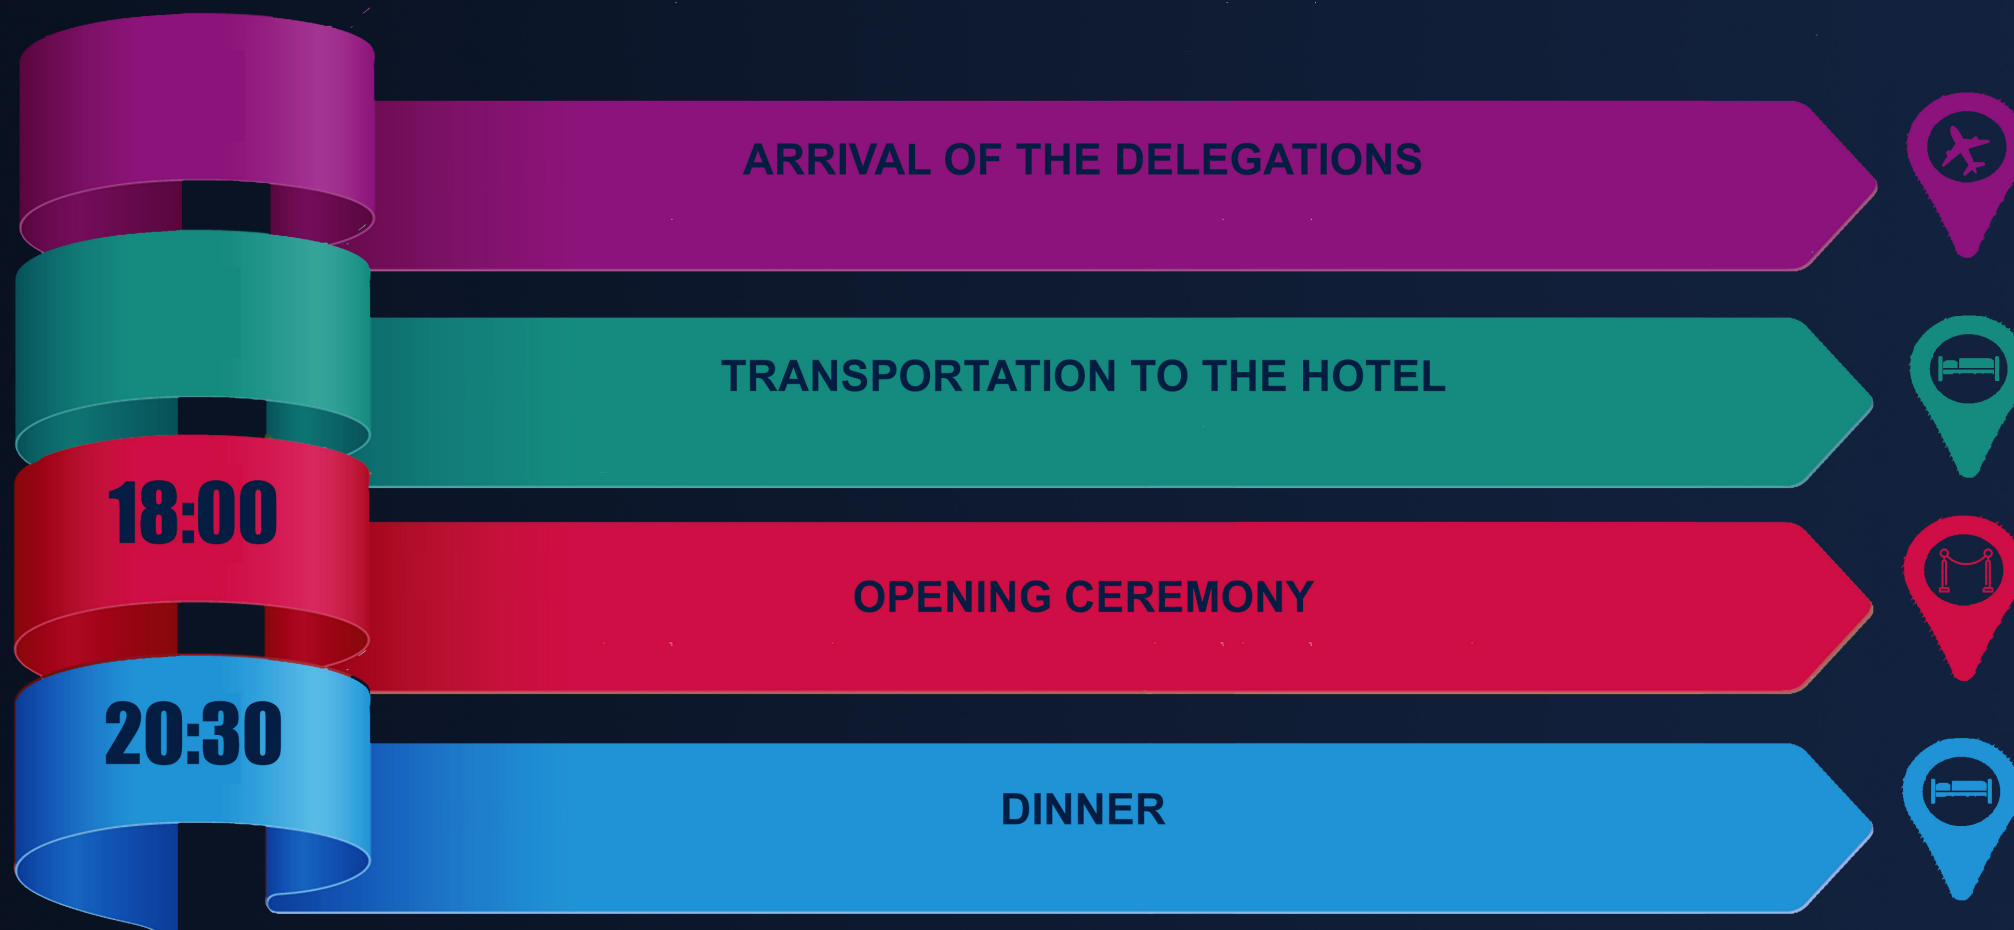 ARRIVAL OF THE DELEGATIONS
TRANSPORTATION TO THE HOTEL
18:00
OPENING CEREMONY
20:30
DINNER